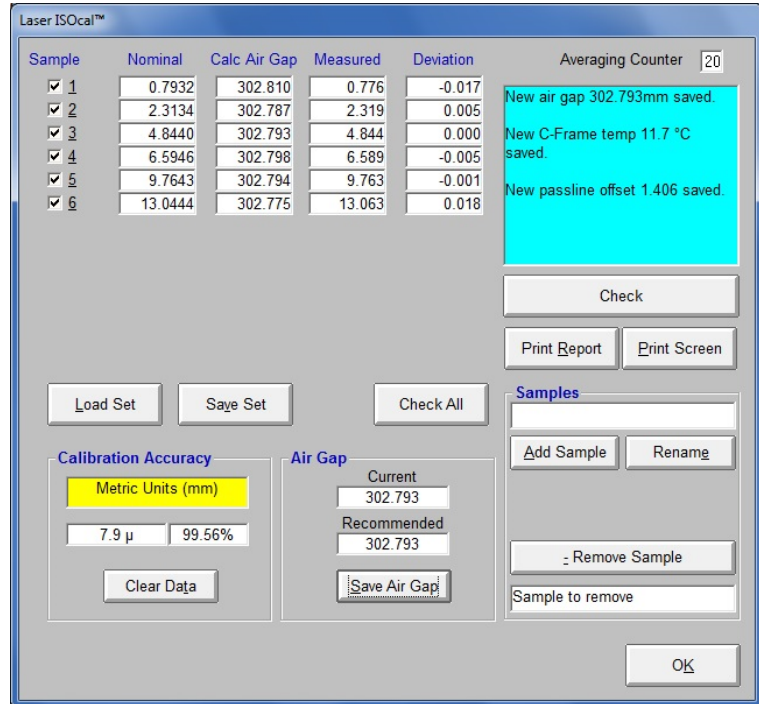 Laser ISOcal™
Sample Nominal Calc Air Gap Measured Deviation
1 0.7932 302.810 0.776 -0.017
2 2.3134 302.787 2.319 0.005
3 4.8440 302.793 4.844 0.000
4 6.5946 302.798 6.589 -0.005
5 9.7643 302.794 9.763 -0.001
6 13.0444 302.775 13.063 0.018
Averaging Counter 20
New air gap 302.793mm saved.
New C-Frame temp 11.7 °C
saved.
New passline offset 1.406 saved.
Check
Print Report Print Screen
Load Set Save Set Check All
Calibration Accuracy
Metric Units (mm)
7.9 µ 99.56%
Clear Data
Air Gap
Current
302.793
Recommended
302.793
Save Air Gap
Samples
Add Sample Rename
- Remove Sample
Sample to remove
OK